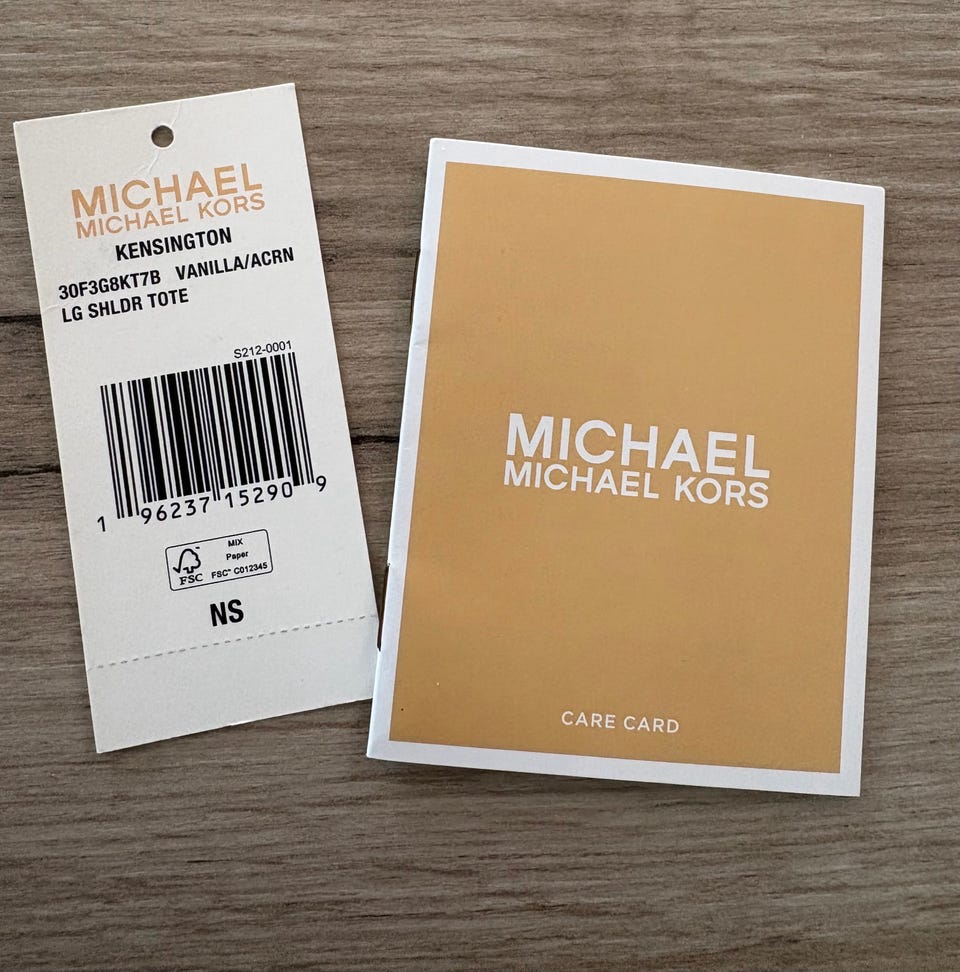 MICHAEL
MICHAEL KORS
KENSINGTON
30F3G8KT7B VANILLA/ACRN
LG SHLDR TOTE
S212-0001
1 96237 15290 9
FSC™
MIX
Paper
FSC® C012345
NS
MICHAEL
MICHAEL KORS
CARE CARD